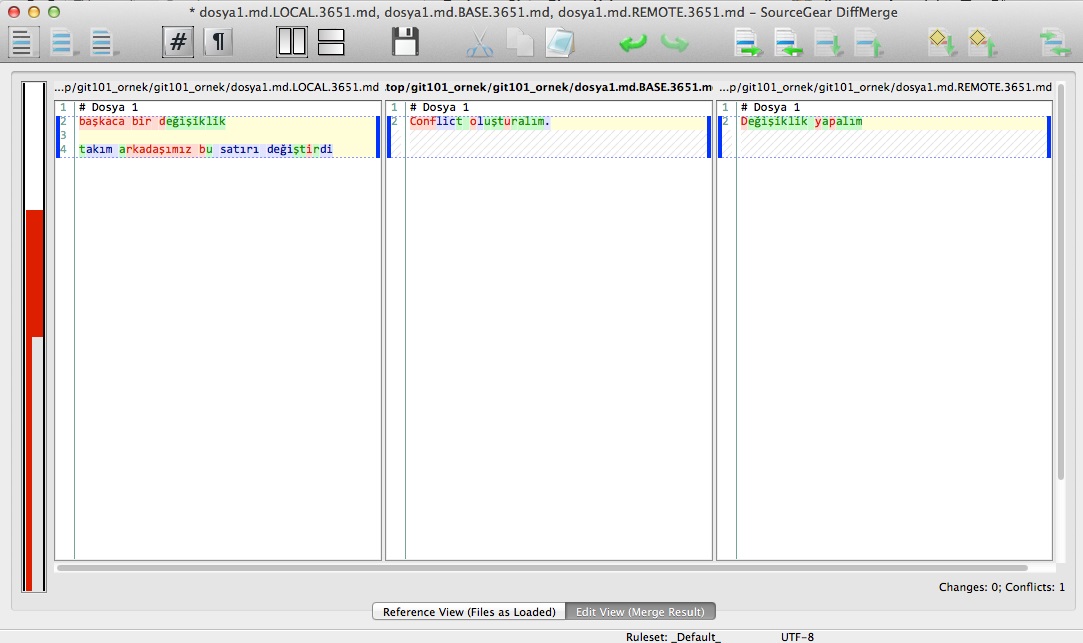 * dosya1.md.LOCAL.3651.md, dosya1.md.BASE.3651.md, dosya1.md.REMOTE.3651.md – SourceGear DiffMerge
# ¶
...p/git101_ornek/git101_ornek/dosya1.md.LOCAL.3651.md .top/git101_ornek/git101_ornek/dosya1.md.BASE.3651.m ...p/git101_ornek/git101_ornek/dosya1.md.REMOTE.3651.md
1 # Dosya 1
2 başkaca bir değişiklik
3
4 takım arkadaşımız bu satırı değiştirdi
1 # Dosya 1
2 Conflict oluşturalım.
1 # Dosya 1
2 Değişiklik yapalım
Changes: 0; Conflicts: 1
Reference View (Files as Loaded) Edit View (Merge Result)
Ruleset: _Default_ UTF-8